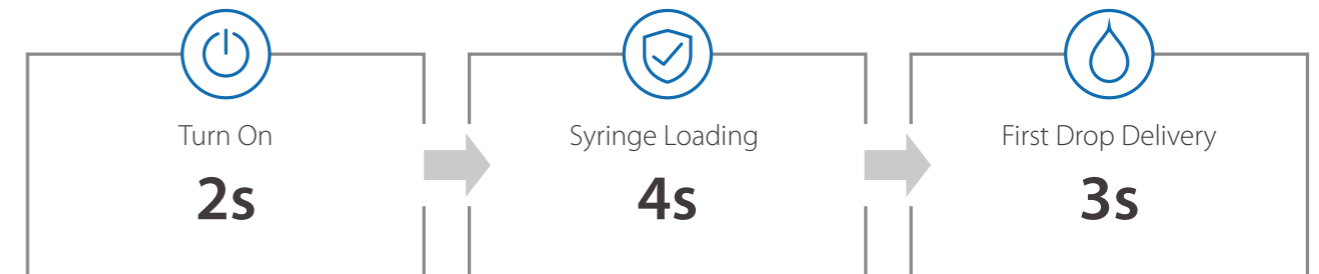 Turn On
2s
Syringe Loading
4s
First Drop Delivery
3s